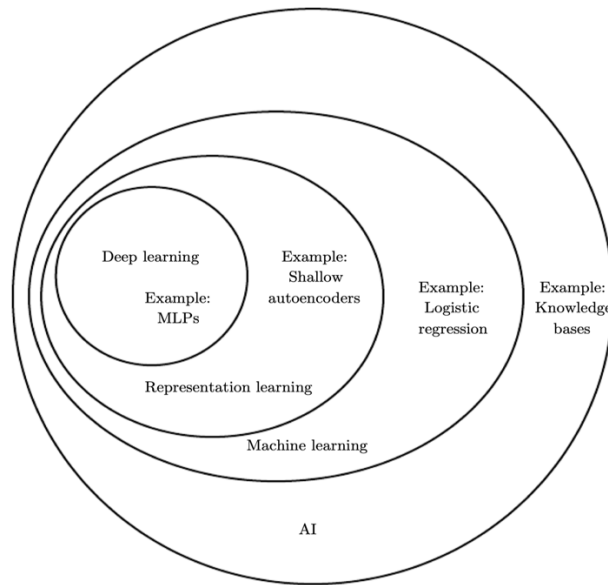 Deep learning
Example:
MLPs
Example:
Shallow
autoencoders
Example:
Logistic
regression
Example:
Knowledge
bases
Representation learning
Machine learning
AI